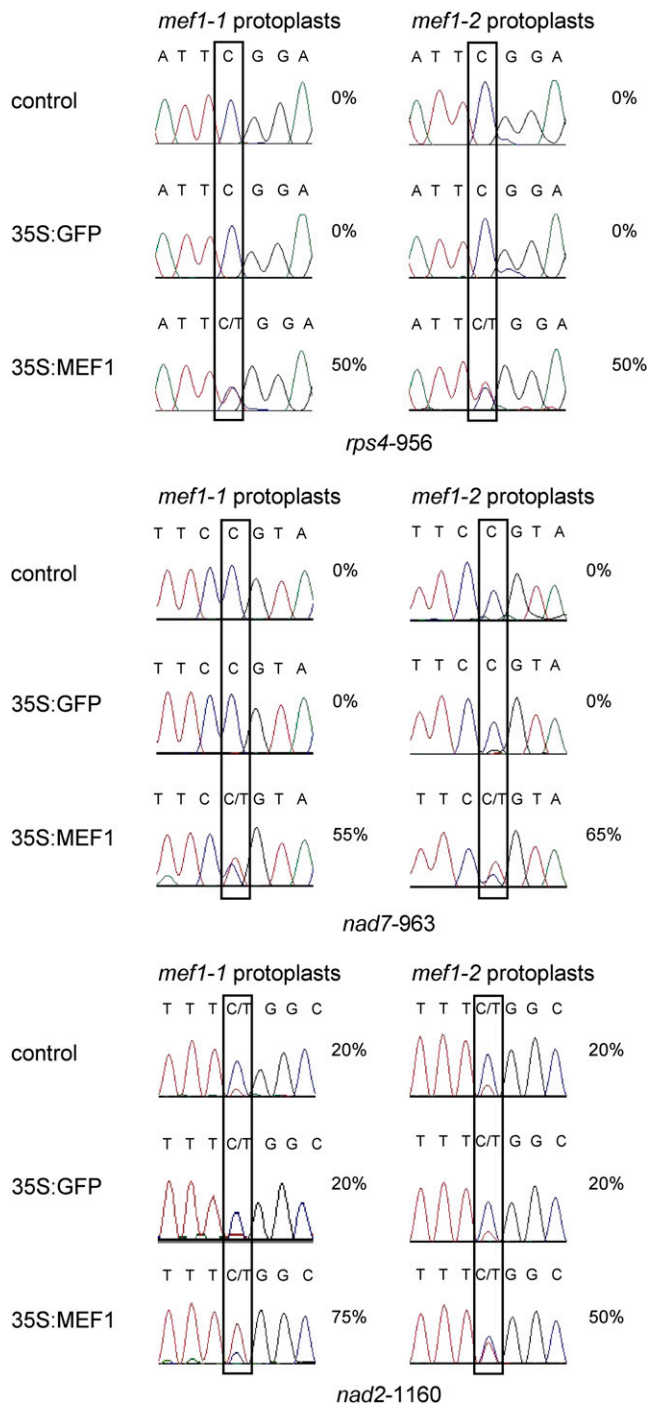 mef1-1 protoplasts mef1-2 protoplasts
A T T C G G A A T T C G G A
control 0% 0%
A T T C G G A A T T C G G A
35S:GFP 0% 0%
A T T C/T G G A A T T C/T G G A
35S:MEF1 50% 50%
rps4-956
mef1-1 protoplasts mef1-2 protoplasts
T T C C G T A T T C C G T A
control 0% 0%
T T C C G T A T T C C G T A
35S:GFP 0% 0%
T T C C/T G T A T T C C/T G T A
35S:MEF1 55% 65%
nad7-963
mef1-1 protoplasts mef1-2 protoplasts
T T T C/T G G C T T T C/T G G C
control 20% 20%
T T T C/T G G C T T T C/T G G C
35S:GFP 20% 20%
T T T C/T G G C T T T C/T G G C
35S:MEF1 75% 50%
nad2-1160